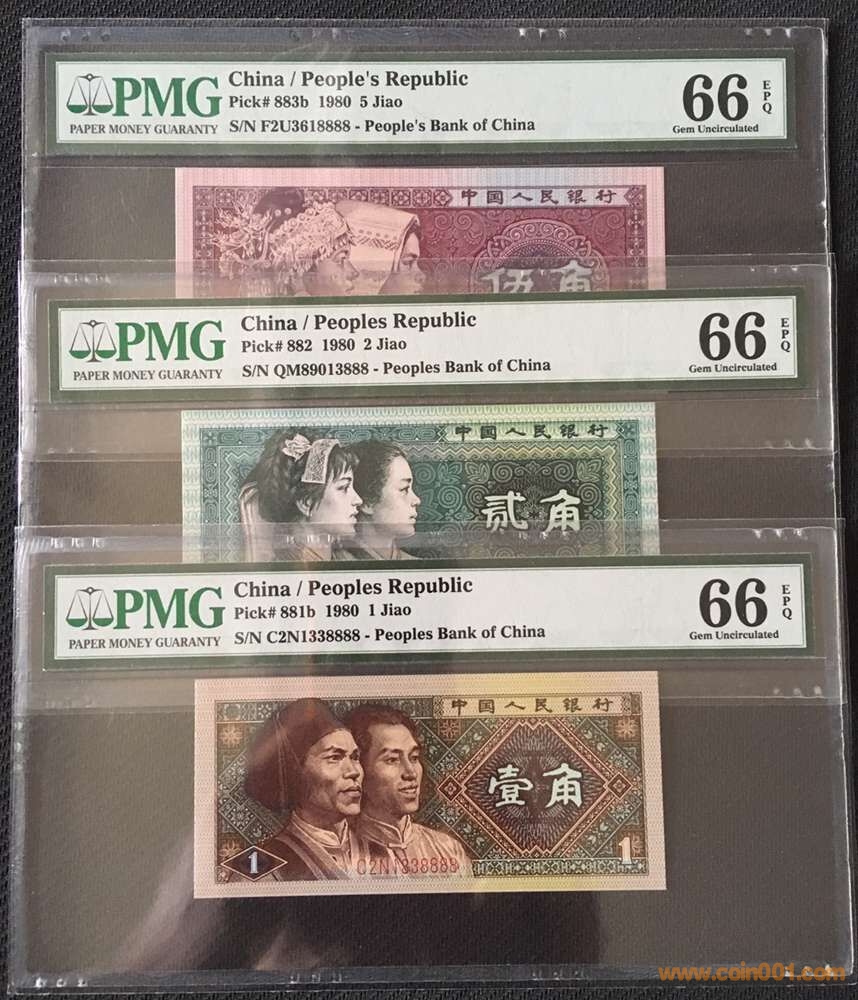 PMG
PAPER MONEY GUARANTY
China / People's Republic
Pick# 883b 1980 5 Jiao
S/N F2U3618888 - People's Bank of China
66
EPQ
Gem Uncirculated
中国人民银行
伍角
PMG
PAPER MONEY GUARANTY
China / Peoples Republic
Pick# 882 1980 2 Jiao
S/N QM89013888 - Peoples Bank of China
66
EPQ
Gem Uncirculated
中国人民银行
贰角
PMG
PAPER MONEY GUARANTY
China / Peoples Republic
Pick# 881b 1980 1 Jiao
S/N C2N1338888 - Peoples Bank of China
66
EPQ
Gem Uncirculated
中国人民银行
壹角
1
C2N1338888
1
www.coin001.com